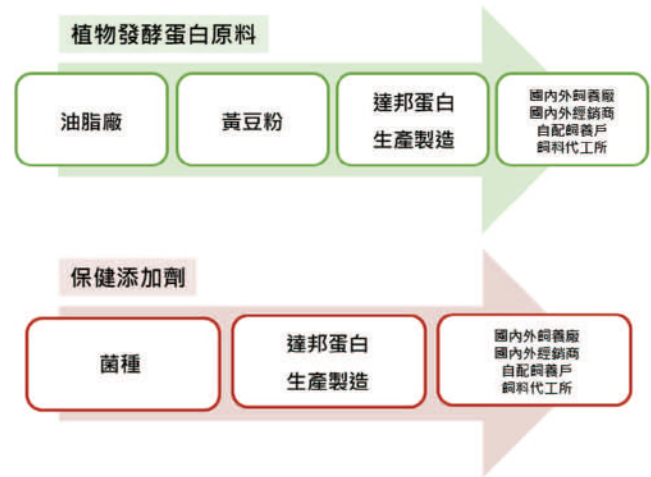 植物發酵蛋白原料
油脂廠
黃豆粉
達邦蛋白
生產製造
國內外飼養廠
國內外經銷商
自配飼養戶
飼料代工所
保健添加劑
菌種
達邦蛋白
生產製造
國內外飼養廠
國內外經銷商
自配飼養戶
飼料代工所